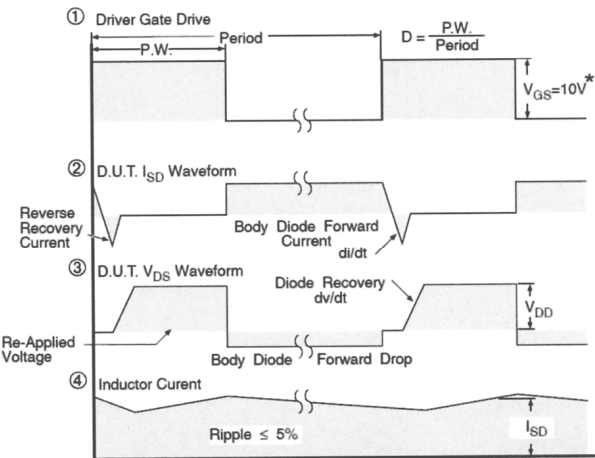 ① Driver Gate Drive
Period
P.W.
D = P.W. / Period
V_GS=10V*
② D.U.T. I_SD Waveform
Reverse
Recovery
Current
Body Diode Forward
Current
di/dt
③ D.U.T. V_DS Waveform
Diode Recovery
dv/dt
V_DD
Re-Applied
Voltage
Body Diode Forward Drop
④ Inductor Curent
Ripple ≤ 5%
I_SD